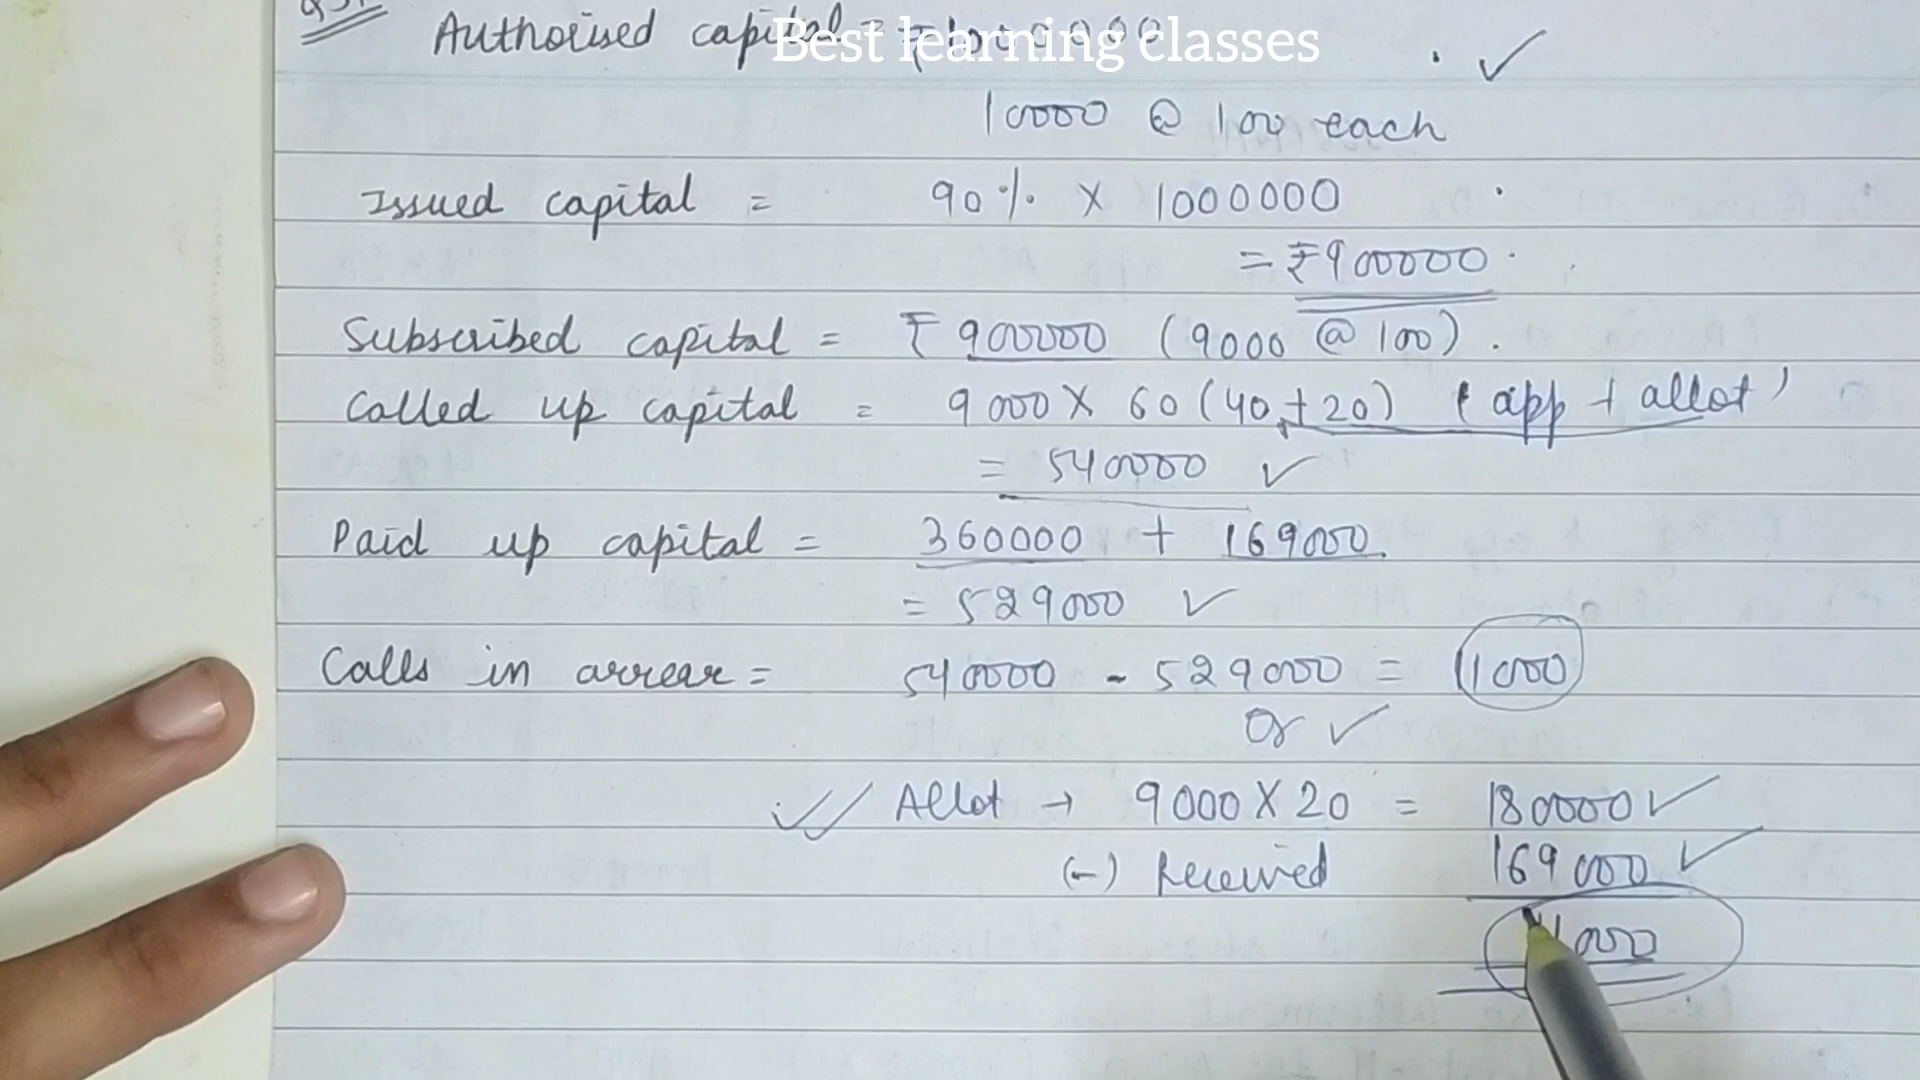 Authorised capital = ₹1000000
Best learning classes
10000 @ 100 each
Issued capital = 90% × 1000000
= ₹900000
Subscribed capital = ₹900000 (9000 @ 100).
Called up capital = 9000 × 60 (40+20) (app + allot)
= 540000 ✓
Paid up capital = 360000 + 169000.
= 529000 ✓
Calls in arrear = 540000 - 529000 = 11000
Or ✓
Allot → 9000 × 20 = 180000 ✓
(-) Received 169000 ✓